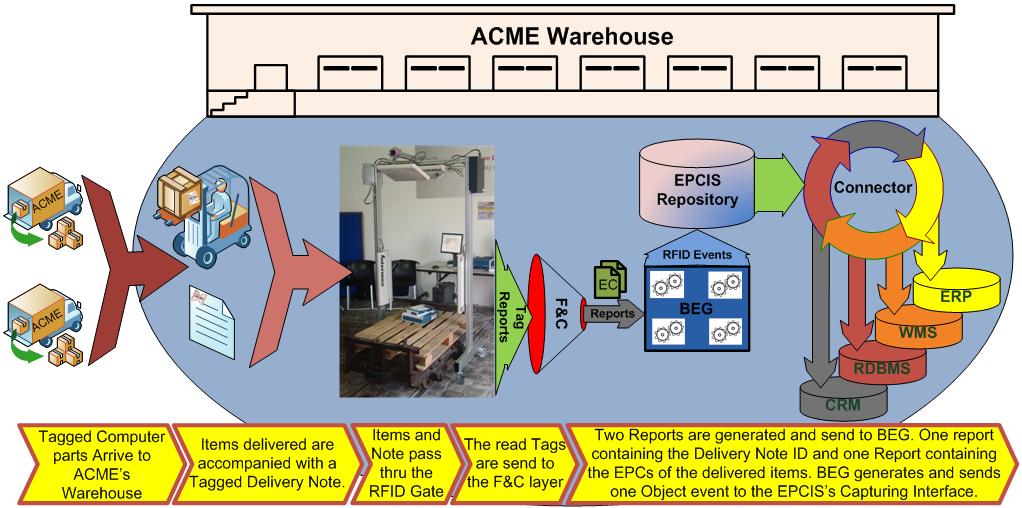 ACME Warehouse
ACME
ACME
Tag
Reports
F&C
EC
Reports
EPCIS
Repository
RFID Events
BEG
Connector
ERP
WMS
RDBMS
CRM
Tagged Computer
parts Arrive to
ACME's
Warehouse
Items delivered are
accompanied with a
Tagged Delivery Note.
Items and
Note pass
thru the
RFID Gate
The read Tags
are send to
the F&C layer
Two Reports are generated and send to BEG. One report
containing the Delivery Note ID and one Report containing
the EPCs of the delivered items. BEG generates and sends
one Object event to the EPCIS's Capturing Interface.